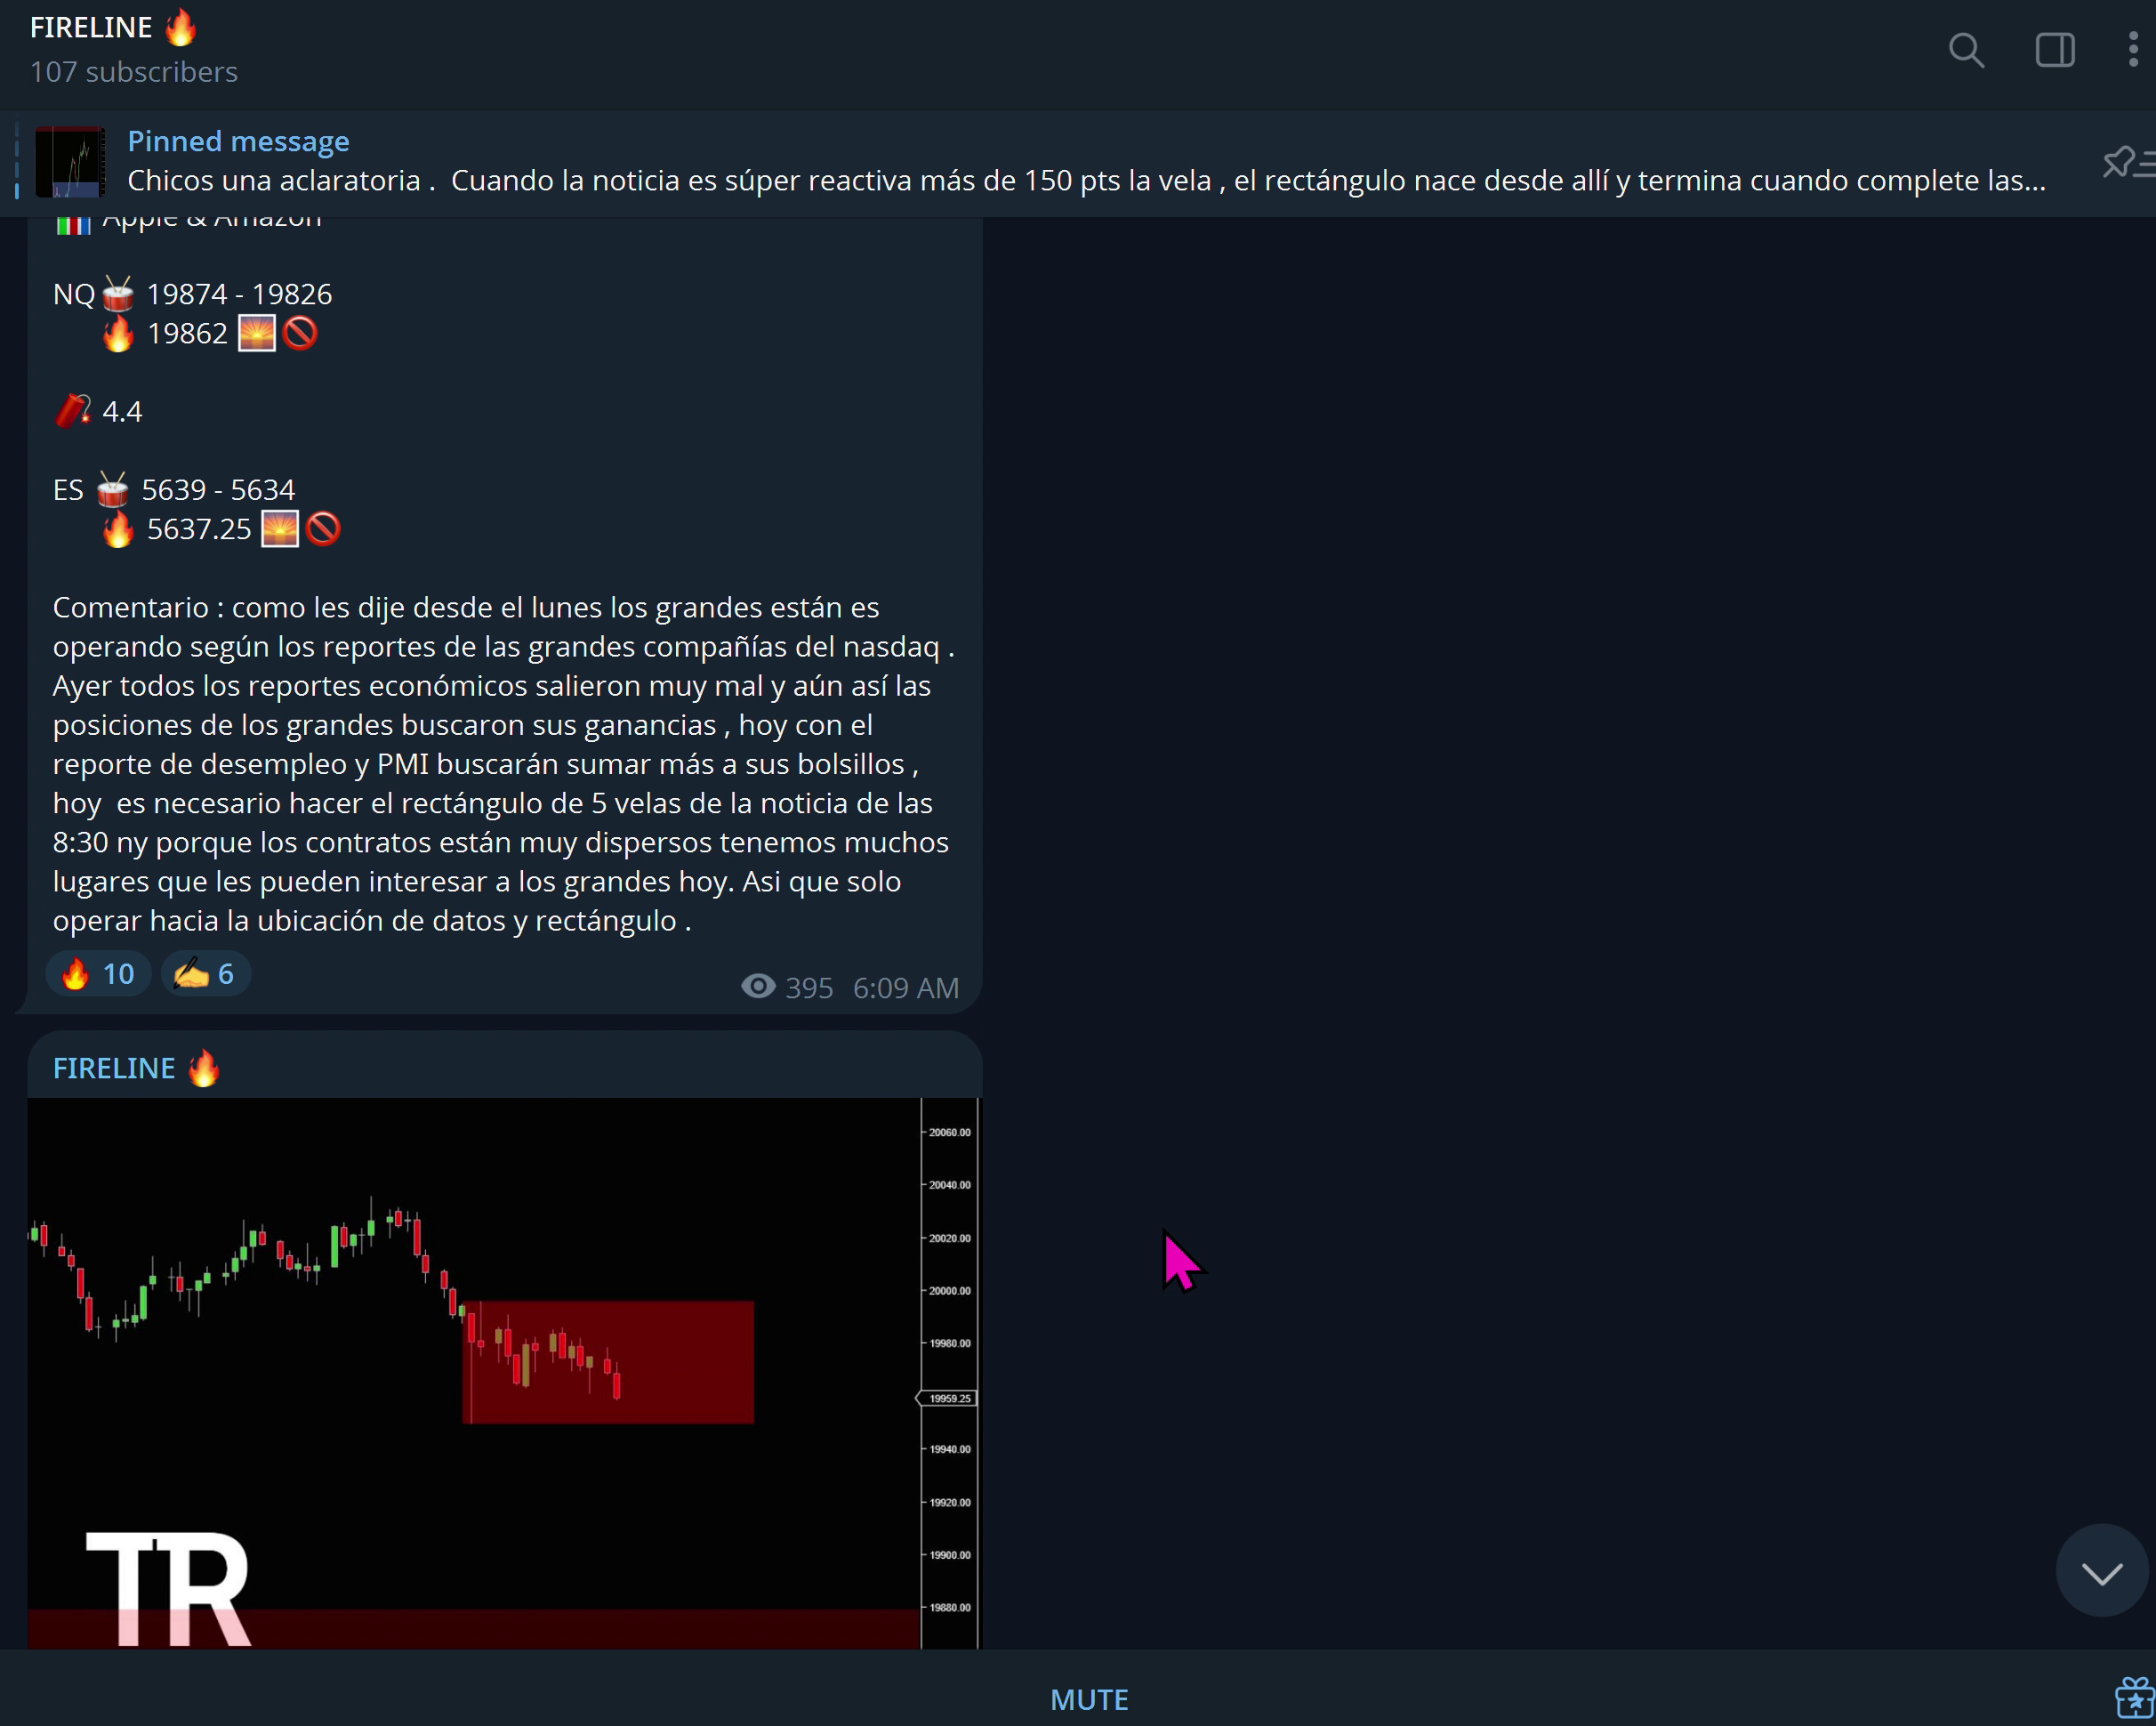 FIRELINE 🔥
107 subscribers
Pinned message
Chicos una aclaratoria .  Cuando la noticia es súper reactiva más de 150 pts la vela , el rectángulo nace desde allí y termina cuando complete las...
Apple & Amazon
NQ🥁 19874 - 19826
🔥 19862 🌅🚫
🧨 4.4
ES 🥁 5639 - 5634
🔥 5637.25 🌅🚫
Comentario : como les dije desde el lunes los grandes están es
operando según los reportes de las grandes compañías del nasdaq .
Ayer todos los reportes económicos salieron muy mal y aún así las
posiciones de los grandes buscaron sus ganancias , hoy con el
reporte de desempleo y PMI buscarán sumar más a sus bolsillos ,
hoy  es necesario hacer el rectángulo de 5 velas de la noticia de las
8:30 ny porque los contratos están muy dispersos tenemos muchos
lugares que les pueden interesar a los grandes hoy. Asi que solo
operar hacia la ubicación de datos y rectángulo .
🔥 10 ✍️ 6
395 6:09 AM
FIRELINE 🔥
20060.00
20040.00
20020.00
20000.00
19980.00
19959.25
19940.00
19920.00
19900.00
19880.00
TR
MUTE